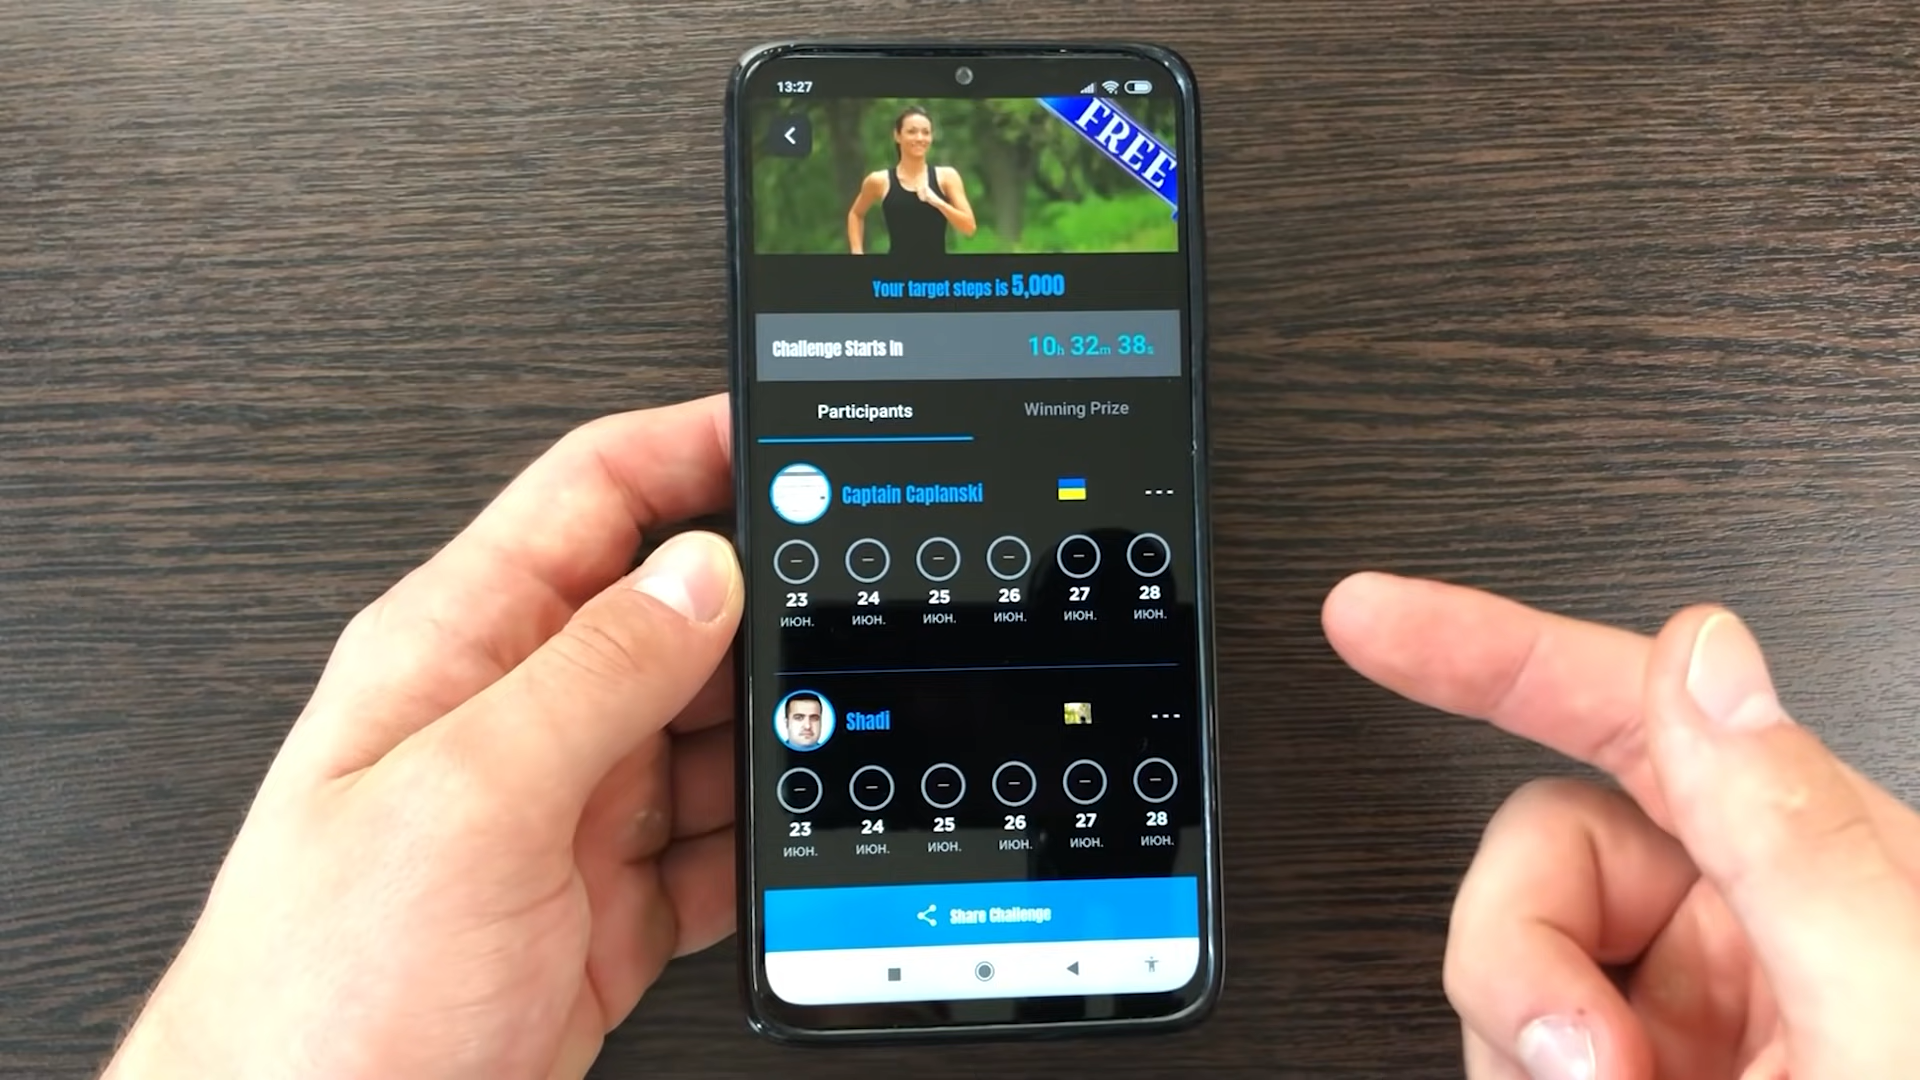 13:27
FREE
Your target steps is 5,000
Challenge Starts In 10h 32m 38s
Participants Winning Prize
Captain Caplanski ---
23 24 25 26 27 28
июн. июн. июн. июн. июн. июн.
Shadi ---
23 24 25 26 27 28
июн. июн. июн. июн. июн. июн.
Share Challenge